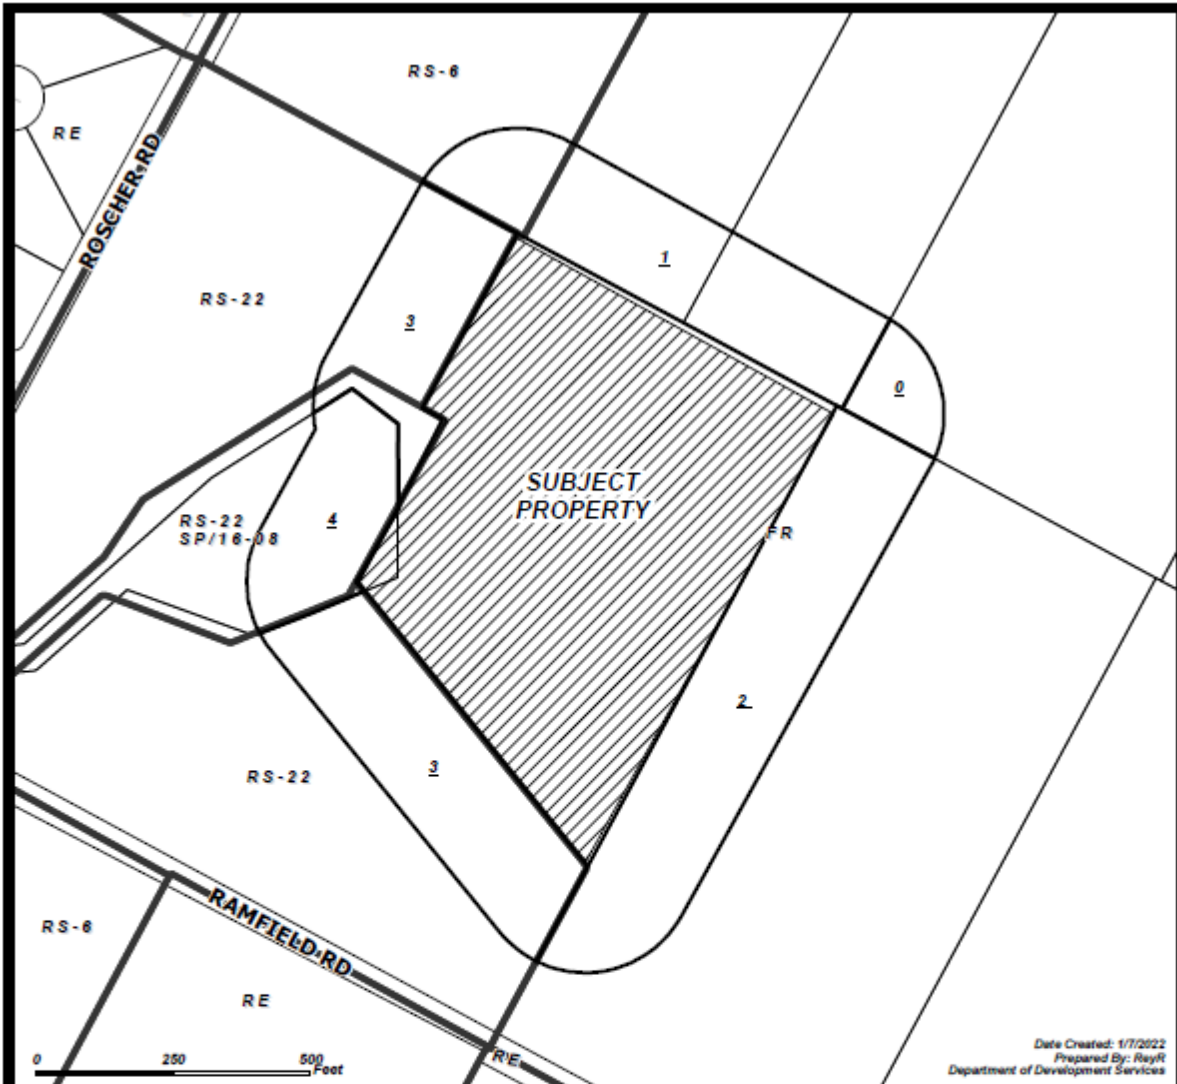 RS-6
RE
ROSCHER RD
1
RS-22
3
0
SUBJECT
PROPERTY
RS-22
SP/16-08
4
FR
2
3
RS-22
RAMFIELD RD
RS-6
RE
RE
0 250 500
Feet
Date Created: 1/7/2022
Prepared By: ReyR
Department of Development Services